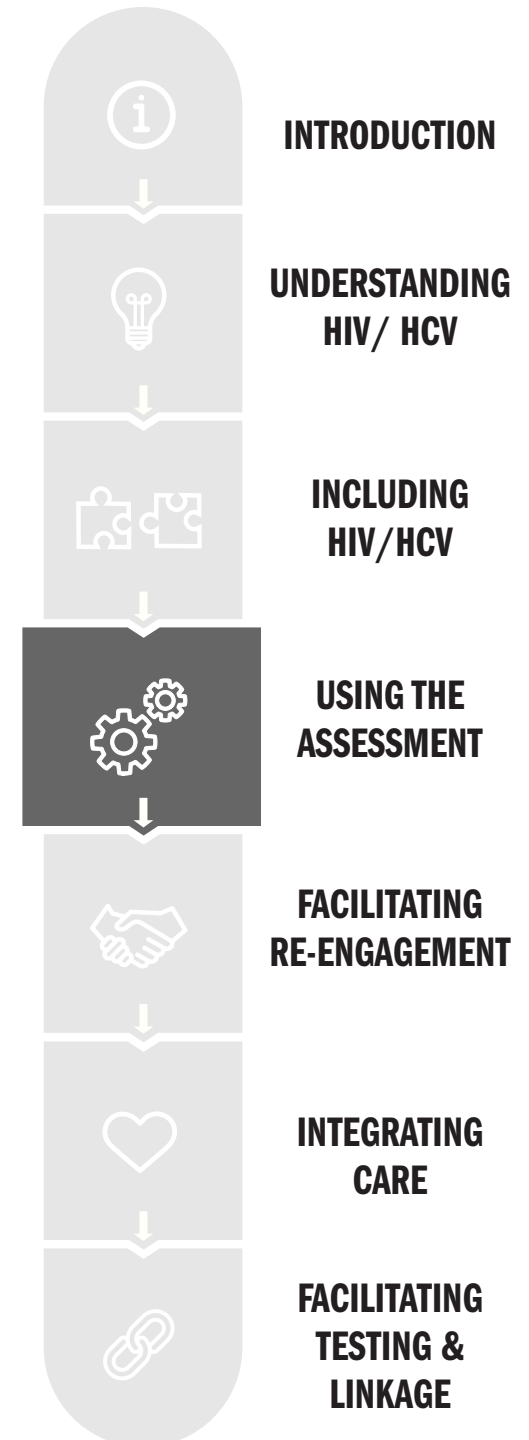 INTRODUCTION
UNDERSTANDING
HIV/ HCV
INCLUDING
HIV/HCV
USING THE
ASSESSMENT
FACILITATING
RE-ENGAGEMENT
INTEGRATING
CARE
FACILITATING
TESTING &
LINKAGE